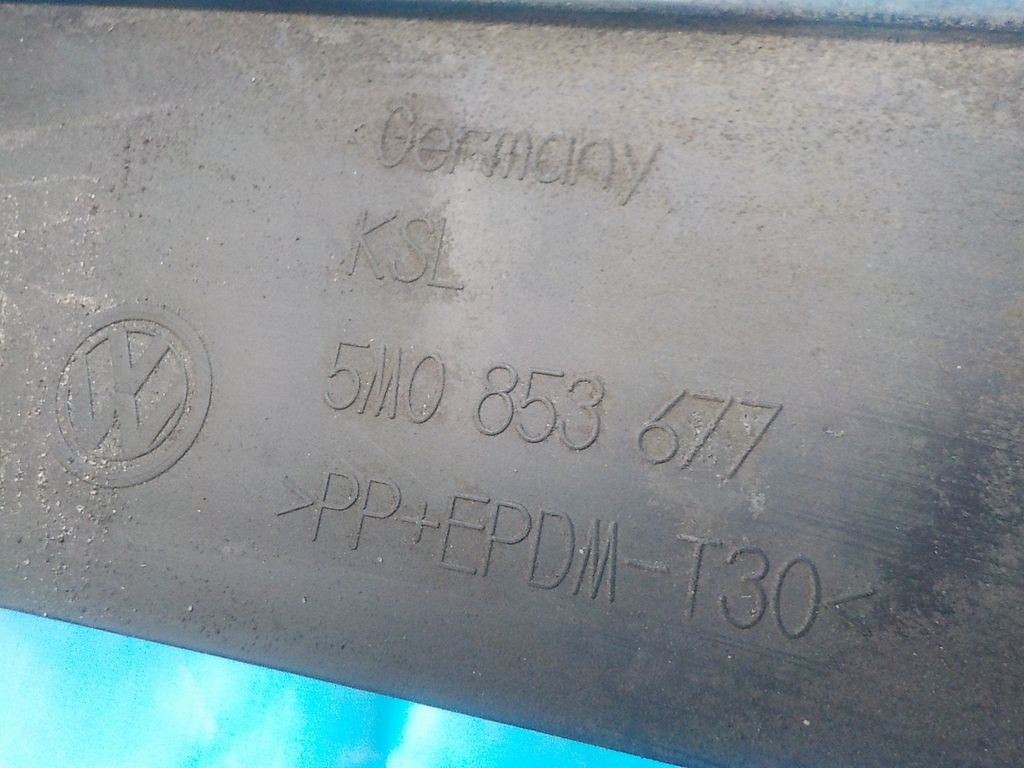 Germany
KSL
5M0 853 677
>PP+EPDM-T30<